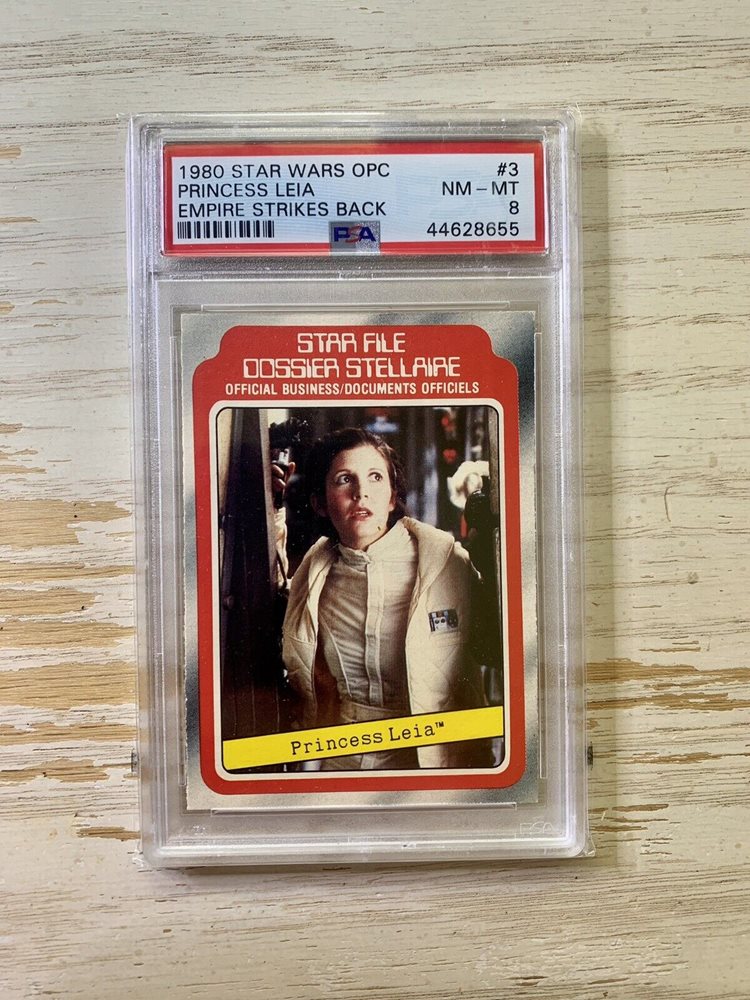 1980 STAR WARS OPC #3
PRINCESS LEIA NM – MT
EMPIRE STRIKES BACK 8
PSA 44628655
STAR FILE
DOSSIER STELLAIRE
OFFICIAL BUSINESS/DOCUMENTS OFFICIELS
Princess Leia™
PSA